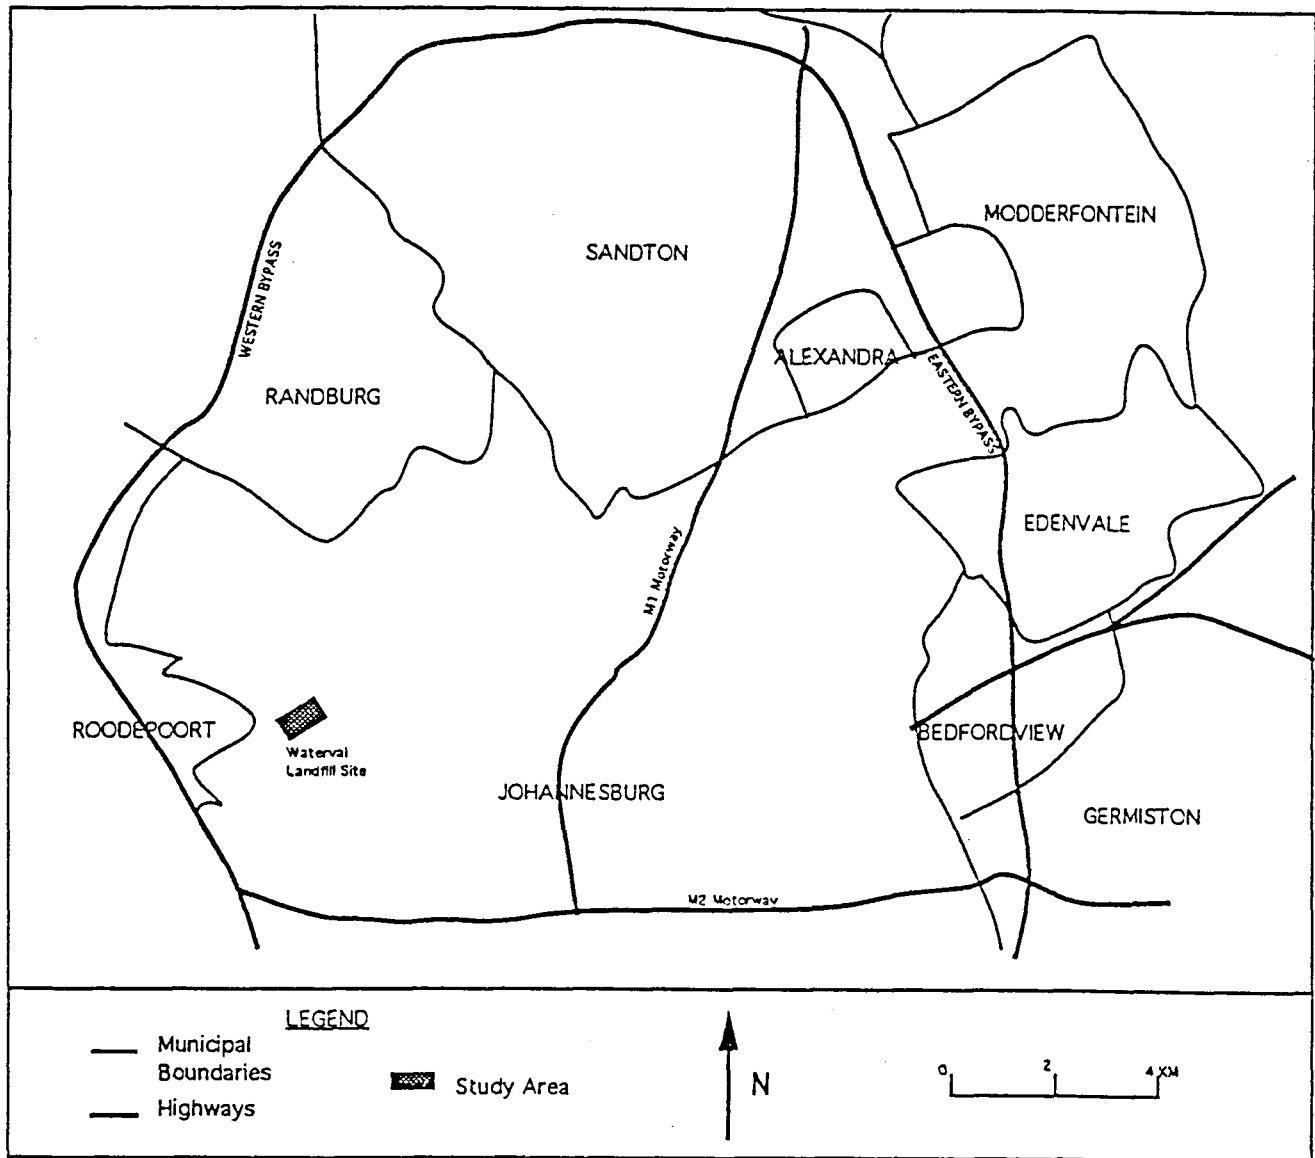 MODDERFONTEIN
SANDTON
WESTERN BYPASS
ALEXANDRA
EASTERN BYPASS
RANDBURG
EDENVALE
M1 Motorway
ROODEPOORT
Waterval
Landfill Site
BEDFORDVIEW
JOHANNESBURG
GERMISTON
M2 Motorway
LEGEND
Municipal
Boundaries
Highways
Study Area
N
0 2 4 KM